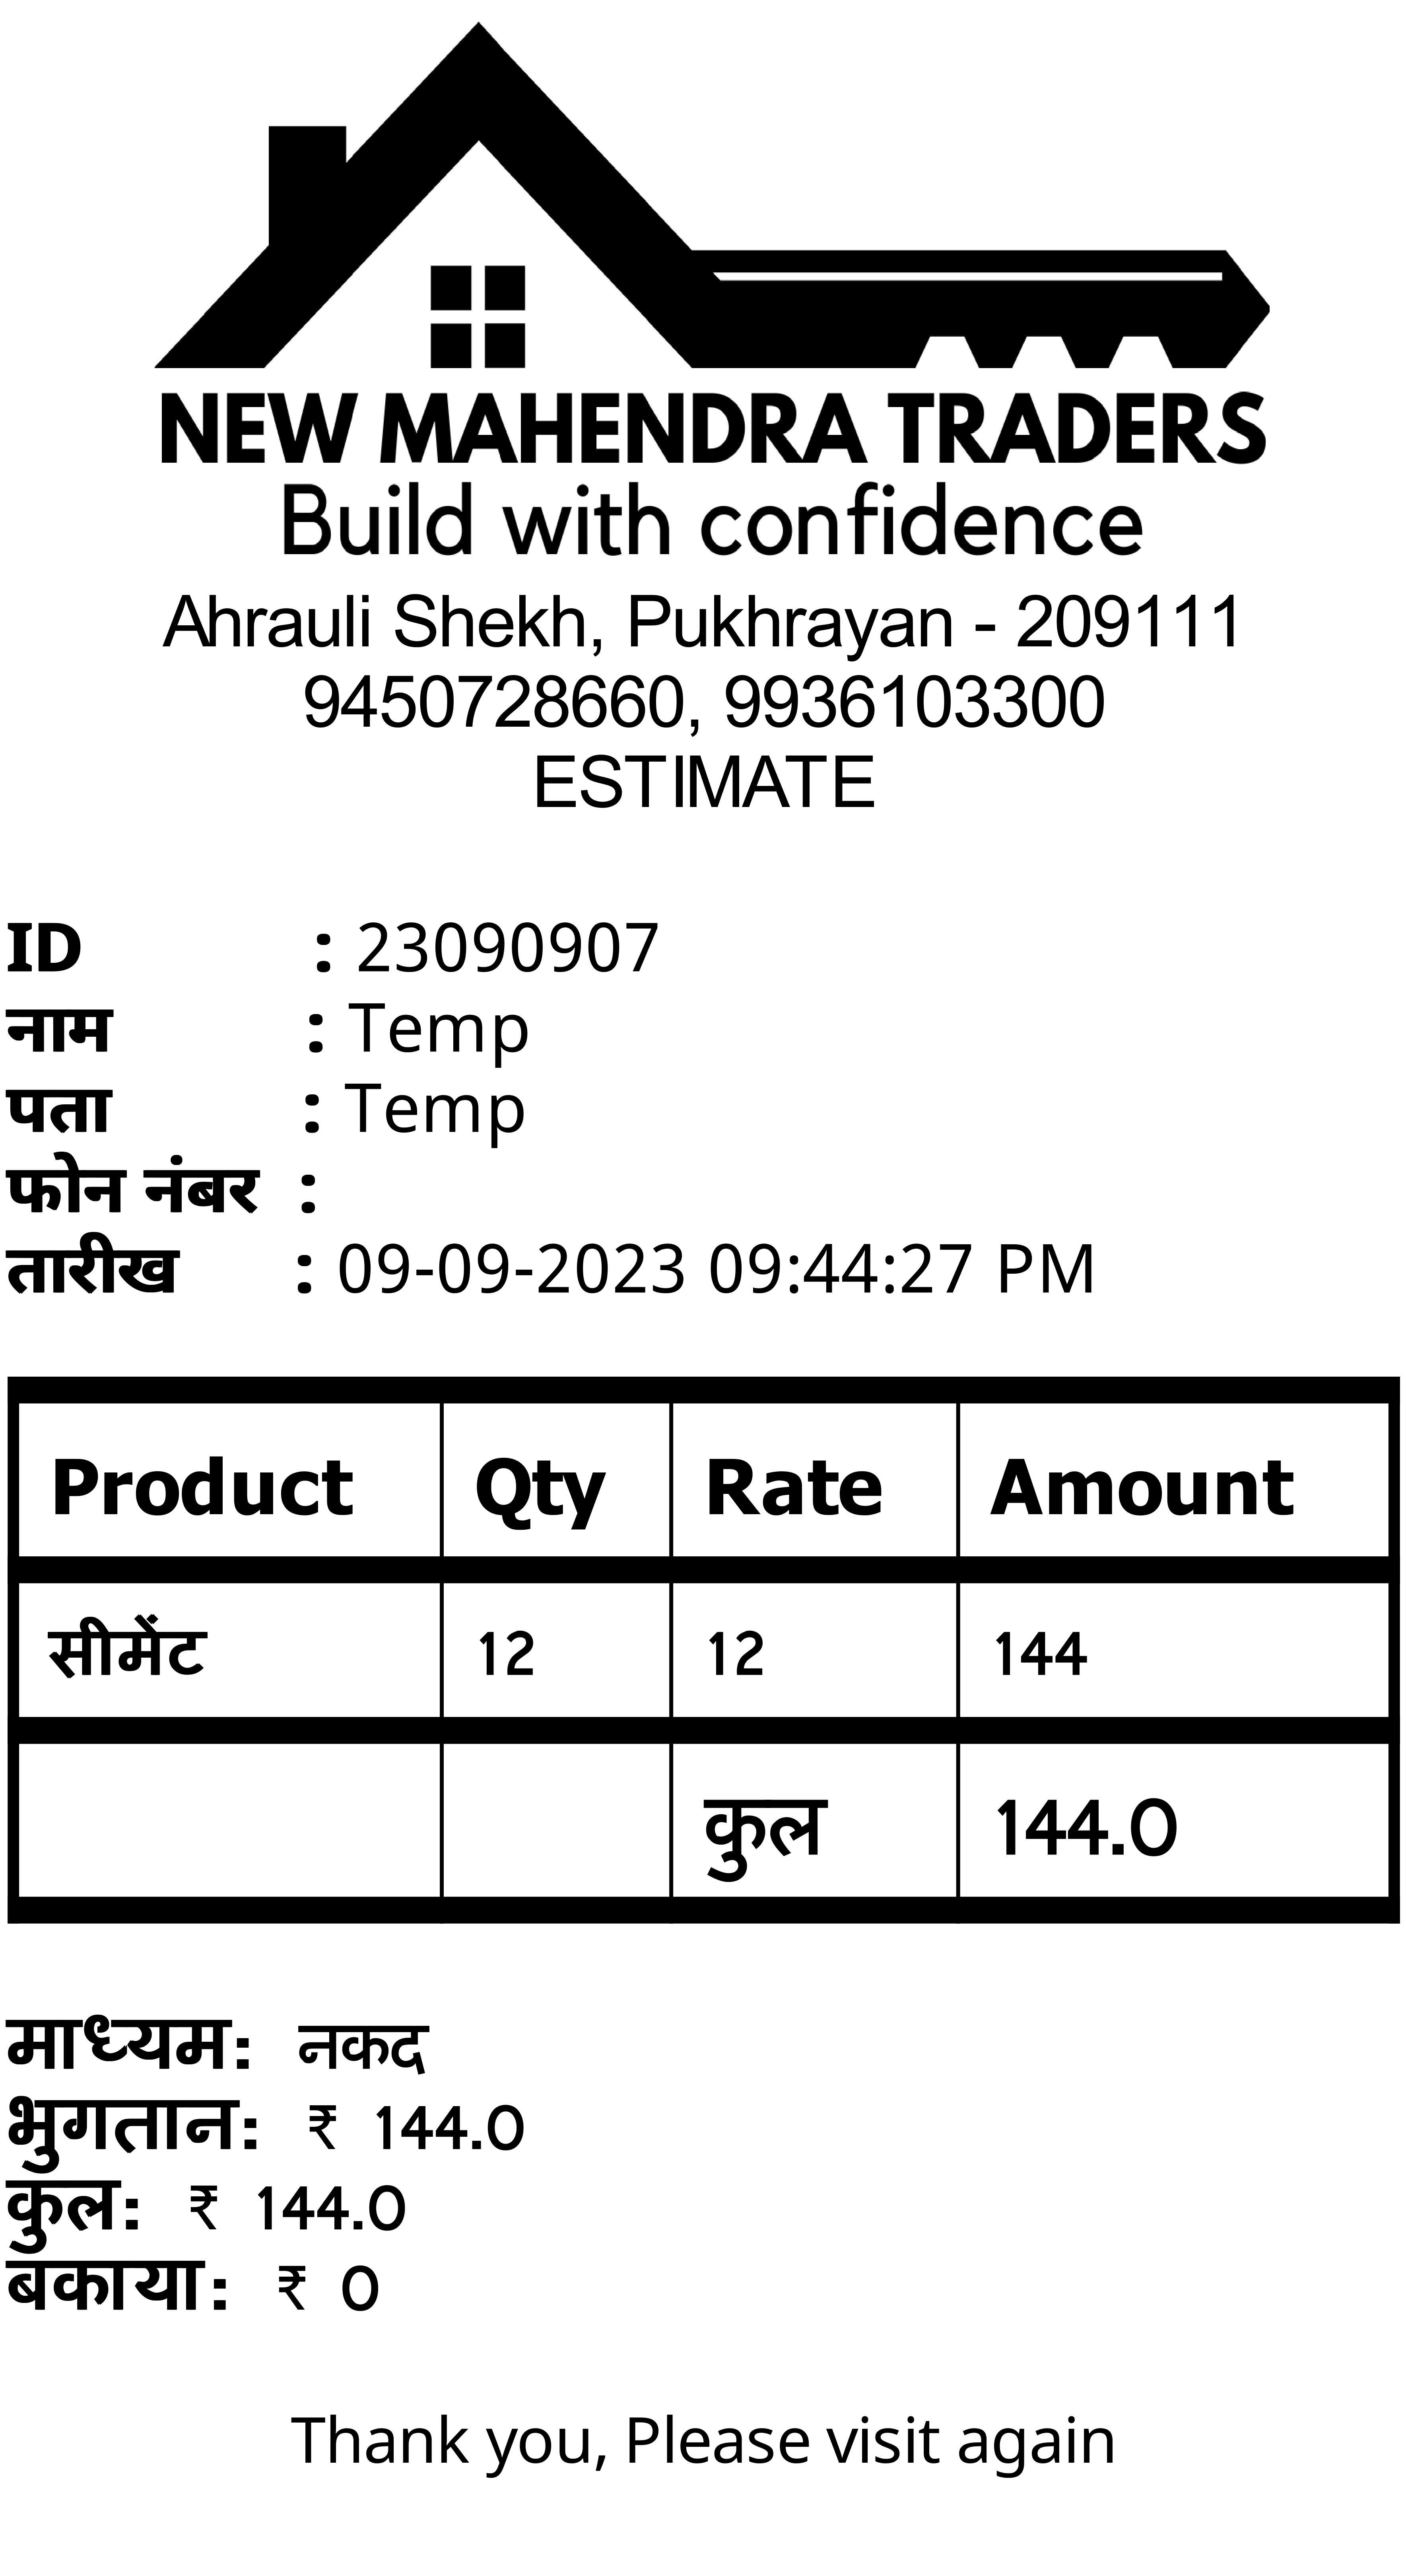 NEW MAHENDRA TRADERS
Build with confidence
Ahrauli Shekh, Pukhrayan - 209111
9450728660, 9936103300
ESTIMATE
ID : 23090907
नाम : Temp
पता : Temp
फोन नंबर :
तारीख : 09-09-2023 09:44:27 PM
Product Qty Rate Amount
सीमेंट 12 12 144
कुल 144.0
माध्यम: नकद
भुगतान: ₹ 144.0
कुल: ₹ 144.0
बकाया: ₹ 0
Thank you, Please visit again